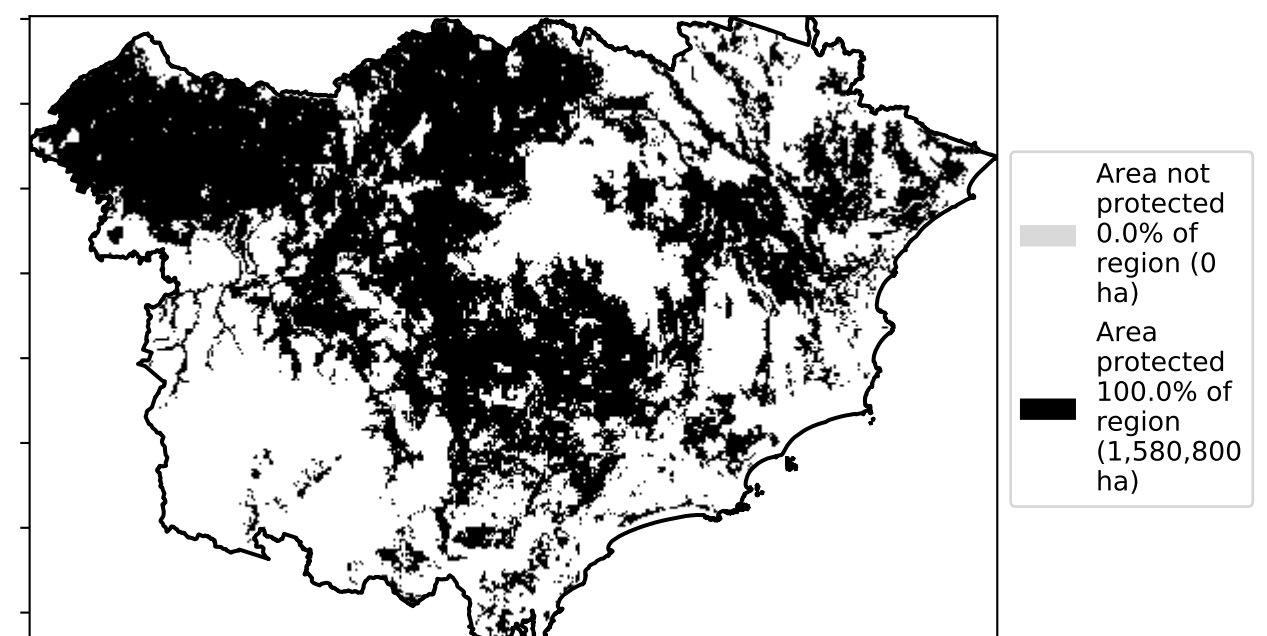 Area not
protected
0.0% of
region (0
ha)
Area
protected
100.0% of
region
(1,580,800
ha)